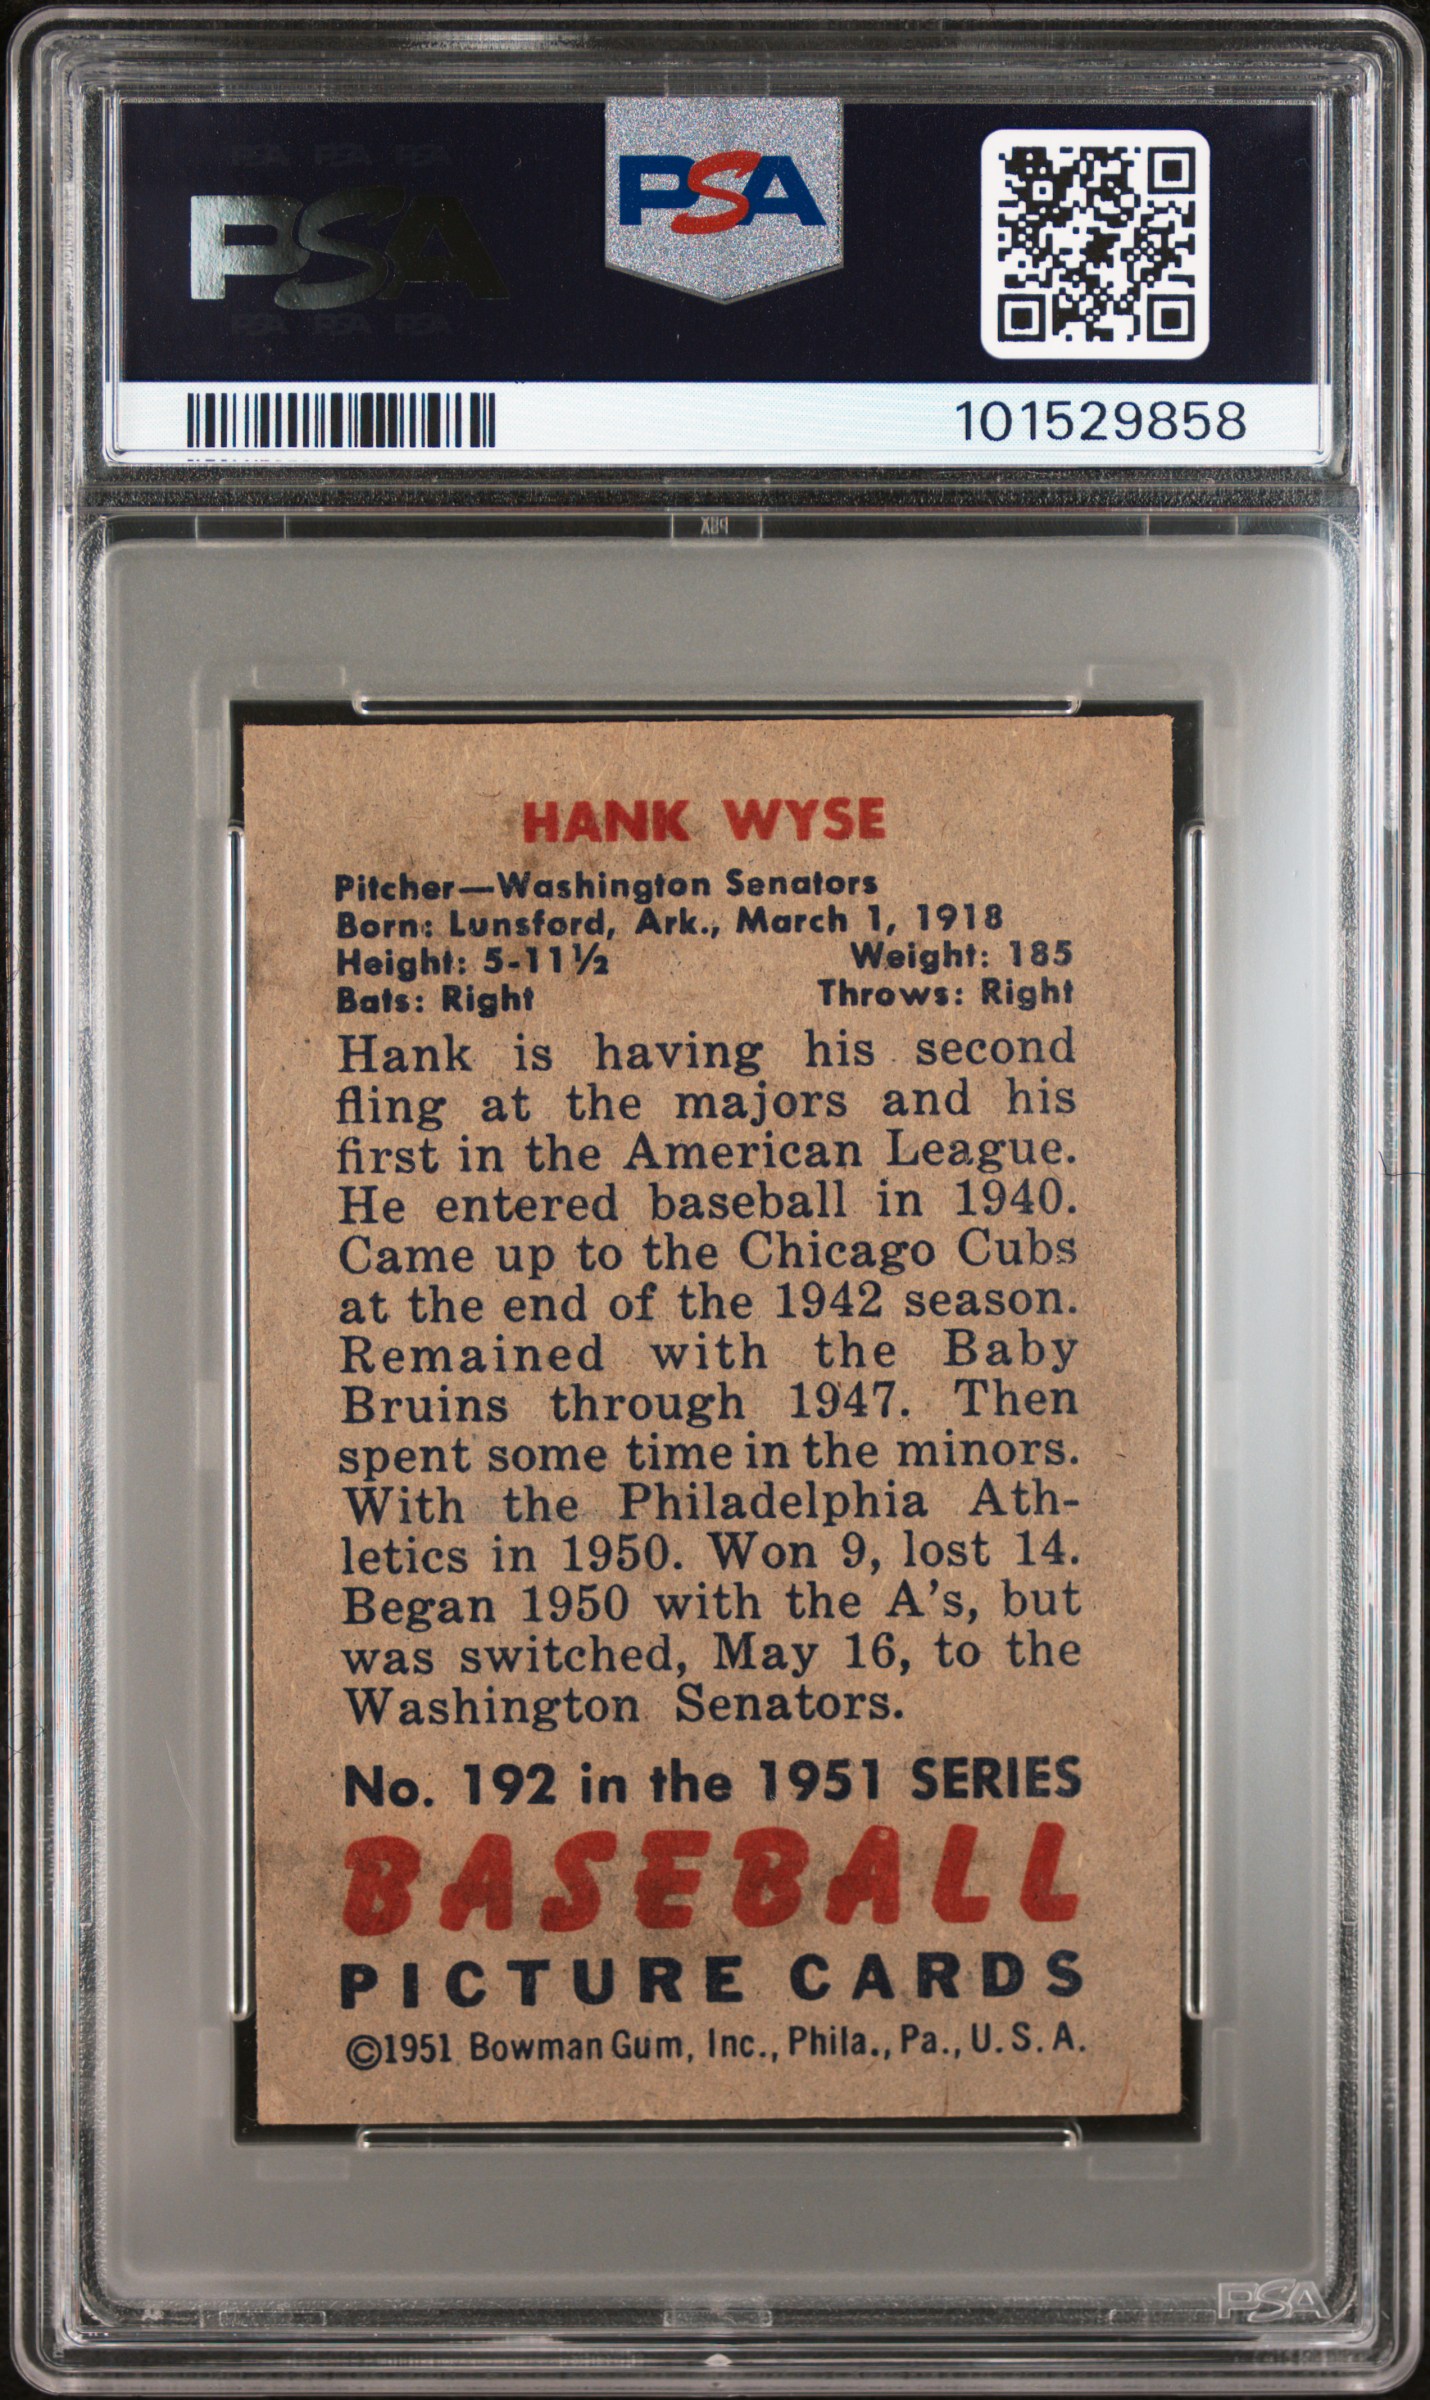 PSA
PSA
101529858
HANK WYSE
Pitcher—Washington Senators
Born: Lunsford, Ark., March 1, 1918
Height: 5-11½ Weight: 185
Bats: Right Throws: Right
Hank is having his second
fling at the majors and his
first in the American League.
He entered baseball in 1940.
Came up to the Chicago Cubs
at the end of the 1942 season.
Remained with the Baby
Bruins through 1947. Then
spent some time in the minors.
With the Philadelphia Ath-
letics in 1950. Won 9, lost 14.
Began 1950 with the A's, but
was switched, May 16, to the
Washington Senators.
No. 192 in the 1951 SERIES
BASEBALL
PICTURE CARDS
©1951 Bowman Gum, Inc., Phila., Pa., U.S.A.
PSA